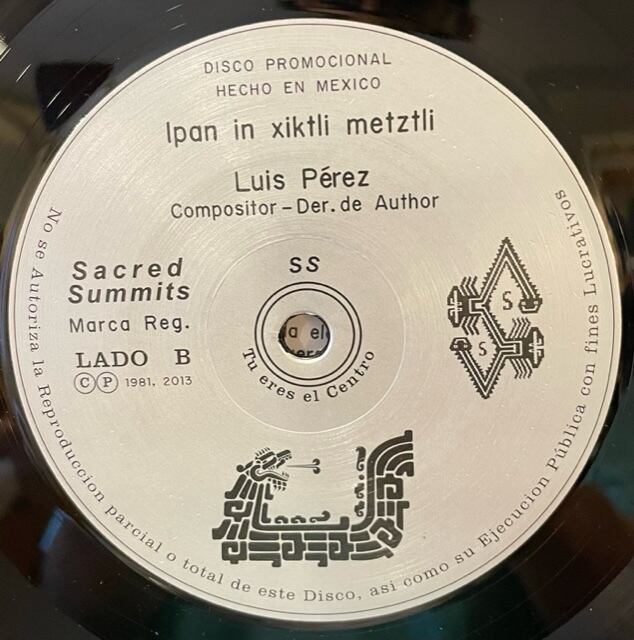 DISCO PROMOCIONAL
HECHO EN MEXICO
Ipan in xiktli metztli
Luis Pérez
Compositor - Der. de Author
Sacred
Summits
Marca Reg.
LADO B
©℗ 1981, 2013
SS
Tu eres el Centro
S
S
No se Autoriza la Reproduccion parcial o total de este Disco, asi como su Ejecucion Pública con fines Lucrativos